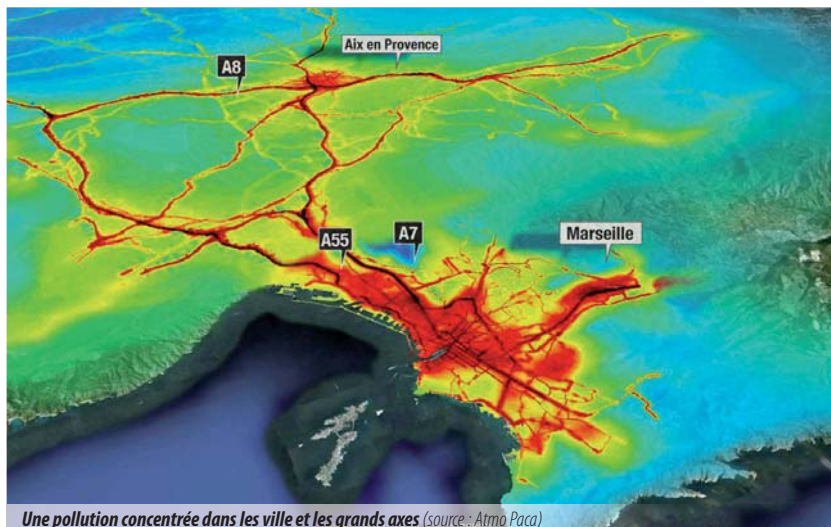 Aix en Provence
A8
A55
A7
Marseille
Une pollution concentrée dans les ville et les grands axes (source : Atmo Paca)